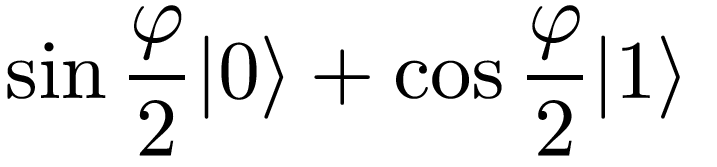 sin φ/2 |0⟩ + cos φ/2 |1⟩